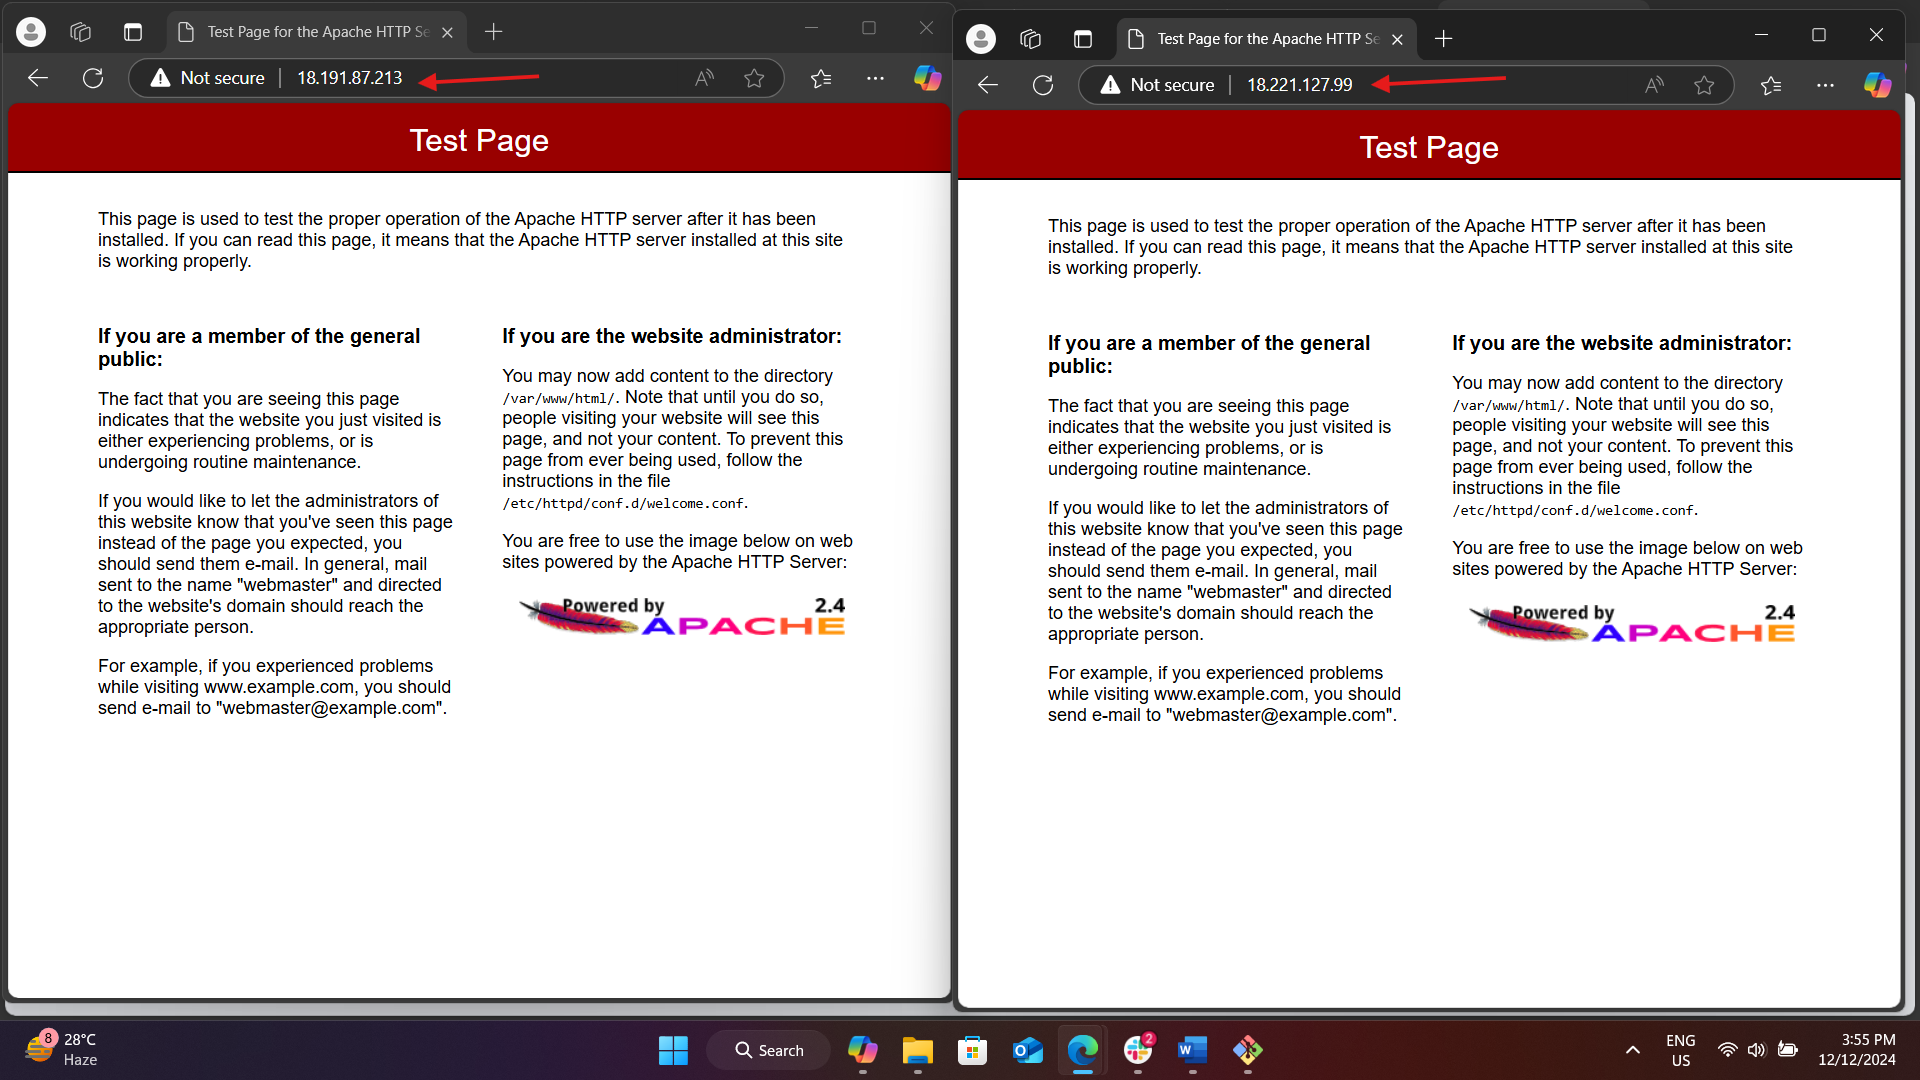 Test Page for the Apache HTTP Se
Not secure
18.191.87.213
Test Page
This page is used to test the proper operation of the Apache HTTP server after it has been
installed. If you can read this page, it means that the Apache HTTP server installed at this site
is working properly.
If you are a member of the general
public:
The fact that you are seeing this page
indicates that the website you just visited is
either experiencing problems, or is
undergoing routine maintenance.
If you would like to let the administrators of
this website know that you've seen this page
instead of the page you expected, you
should send them e-mail. In general, mail
sent to the name "webmaster" and directed
to the website's domain should reach the
appropriate person.
For example, if you experienced problems
while visiting www.example.com, you should
send e-mail to "webmaster@example.com".
If you are the website administrator:
You may now add content to the directory
/var/www/html/. Note that until you do so,
people visiting your website will see this
page, and not your content. To prevent this
page from ever being used, follow the
instructions in the file
/etc/httpd/conf.d/welcome.conf.
You are free to use the image below on web
sites powered by the Apache HTTP Server:
Powered by 2.4
APACHE
Test Page for the Apache HTTP Se
Not secure
18.221.127.99
Test Page
This page is used to test the proper operation of the Apache HTTP server after it has been
installed. If you can read this page, it means that the Apache HTTP server installed at this site
is working properly.
If you are a member of the general
public:
The fact that you are seeing this page
indicates that the website you just visited is
either experiencing problems, or is
undergoing routine maintenance.
If you would like to let the administrators of
this website know that you've seen this page
instead of the page you expected, you
should send them e-mail. In general, mail
sent to the name "webmaster" and directed
to the website's domain should reach the
appropriate person.
For example, if you experienced problems
while visiting www.example.com, you should
send e-mail to "webmaster@example.com".
If you are the website administrator:
You may now add content to the directory
/var/www/html/. Note that until you do so,
people visiting your website will see this
page, and not your content. To prevent this
page from ever being used, follow the
instructions in the file
/etc/httpd/conf.d/welcome.conf.
You are free to use the image below on web
sites powered by the Apache HTTP Server:
Powered by 2.4
APACHE
8
28°C
Haze
Search
2
ENG
US
3:55 PM
12/12/2024